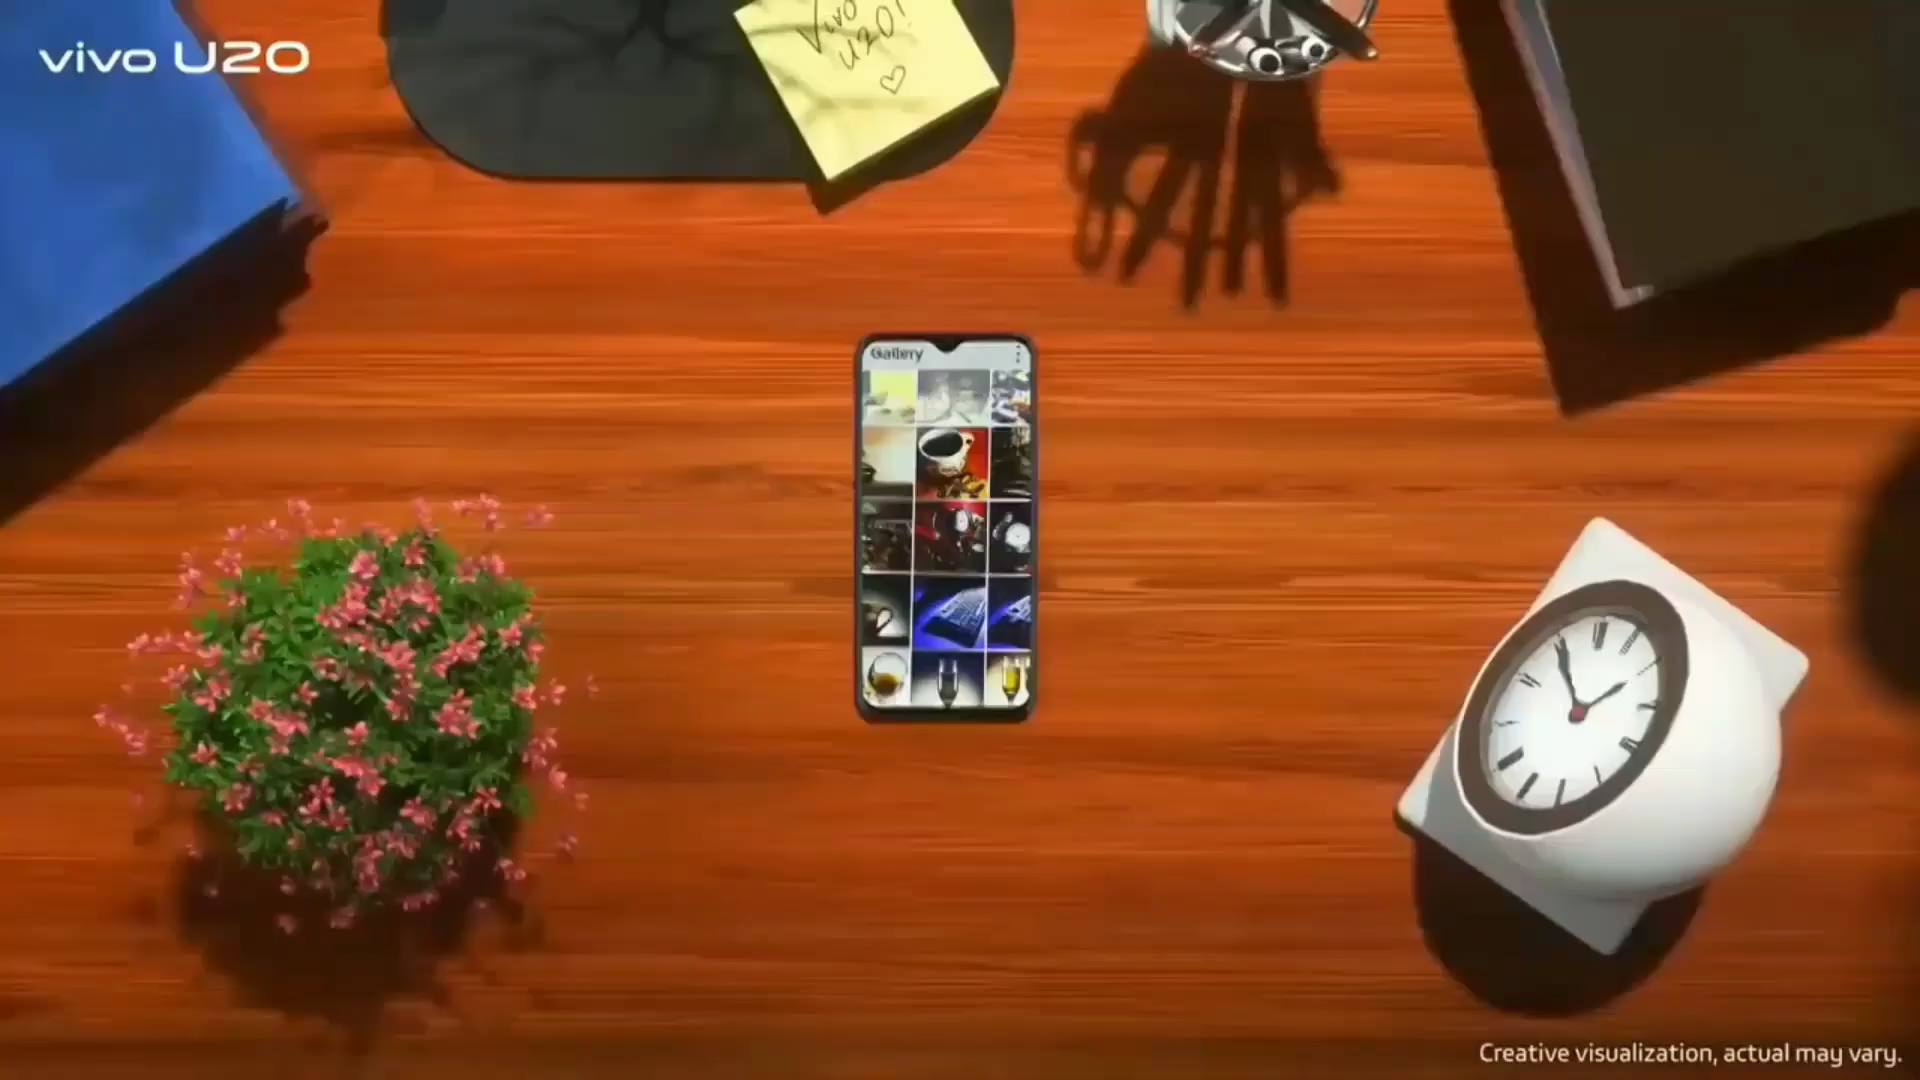 vivo U20
Vivo
U20!
Gallery
Creative visualization, actual may vary.